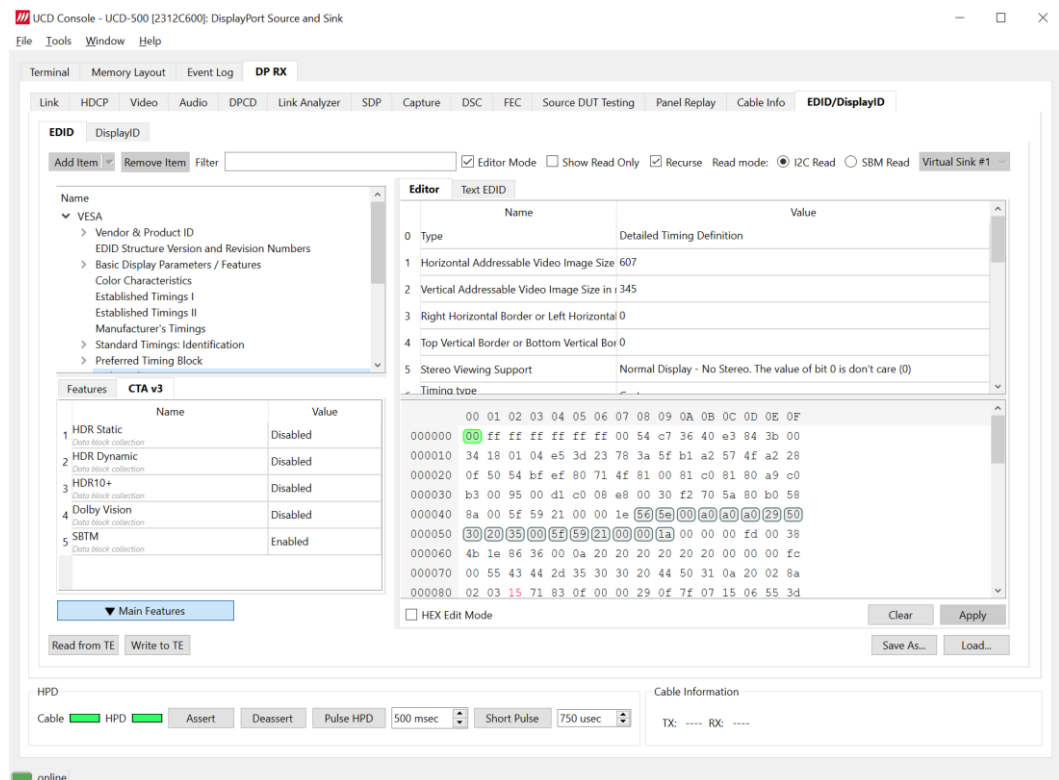 UCD Console - UCD-500 [2312C600]: DisplayPort Source and Sink
File Tools Window Help
Terminal Memory Layout Event Log DP RX
Link HDCP Video Audio DPCD Link Analyzer SDP Capture DSC FEC Source DUT Testing Panel Replay Cable Info EDID/DisplayID
EDID DisplayID
Add Item Remove Item Filter Editor Mode Show Read Only Recurse Read mode: I2C Read SBM Read Virtual Sink #1
Name
VESA
Vendor & Product ID
EDID Structure Version and Revision Numbers
Basic Display Parameters / Features
Color Characteristics
Established Timings I
Established Timings II
Manufacturer's Timings
Standard Timings: Identification
Preferred Timing Block
Features CTA v3
Name Value
1 HDR Static Disabled
Data block collection
2 HDR Dynamic Disabled
Data block collection
3 HDR10+ Disabled
Data block collection
4 Dolby Vision Disabled
Data block collection
5 SBTM Enabled
Data block collection
Main Features
Read from TE Write to TE
Editor Text EDID
Name Value
0 Type Detailed Timing Definition
1 Horizontal Addressable Video Image Size 607
2 Vertical Addressable Video Image Size in 345
3 Right Horizontal Border or Left Horizontal 0
4 Top Vertical Border or Bottom Vertical Bor 0
5 Stereo Viewing Support Normal Display - No Stereo. The value of bit 0 is don't care (0)
Timing type
00 01 02 03 04 05 06 07 08 09 0A 0B 0C 0D 0E 0F
000000 00 ff ff ff ff ff ff 00 54 c7 36 40 e3 84 3b 00
000010 34 18 01 04 e5 3d 23 78 3a 5f b1 a2 57 4f a2 28
000020 0f 50 54 bf ef 80 71 4f 81 00 81 c0 81 80 a9 c0
000030 b3 00 95 00 d1 c0 08 e8 00 30 f2 70 5a 80 b0 58
000040 8a 00 5f 59 21 00 00 1e 56 5e 00 a0 a0 a0 29 50
000050 30 20 35 00 5f 59 21 00 00 1a 00 00 00 fd 00 38
000060 4b 1e 86 36 00 0a 20 20 20 20 20 20 00 00 00 fc
000070 00 55 43 44 2d 35 30 30 20 44 50 31 0a 20 02 8a
000080 02 03 15 71 83 0f 00 00 29 0f 7f 07 15 06 55 3d
HEX Edit Mode Clear Apply
Save As... Load...
HPD
Cable HPD Assert Deassert Pulse HPD 500 msec Short Pulse 750 usec
Cable Information
TX: ---- RX: ----
online